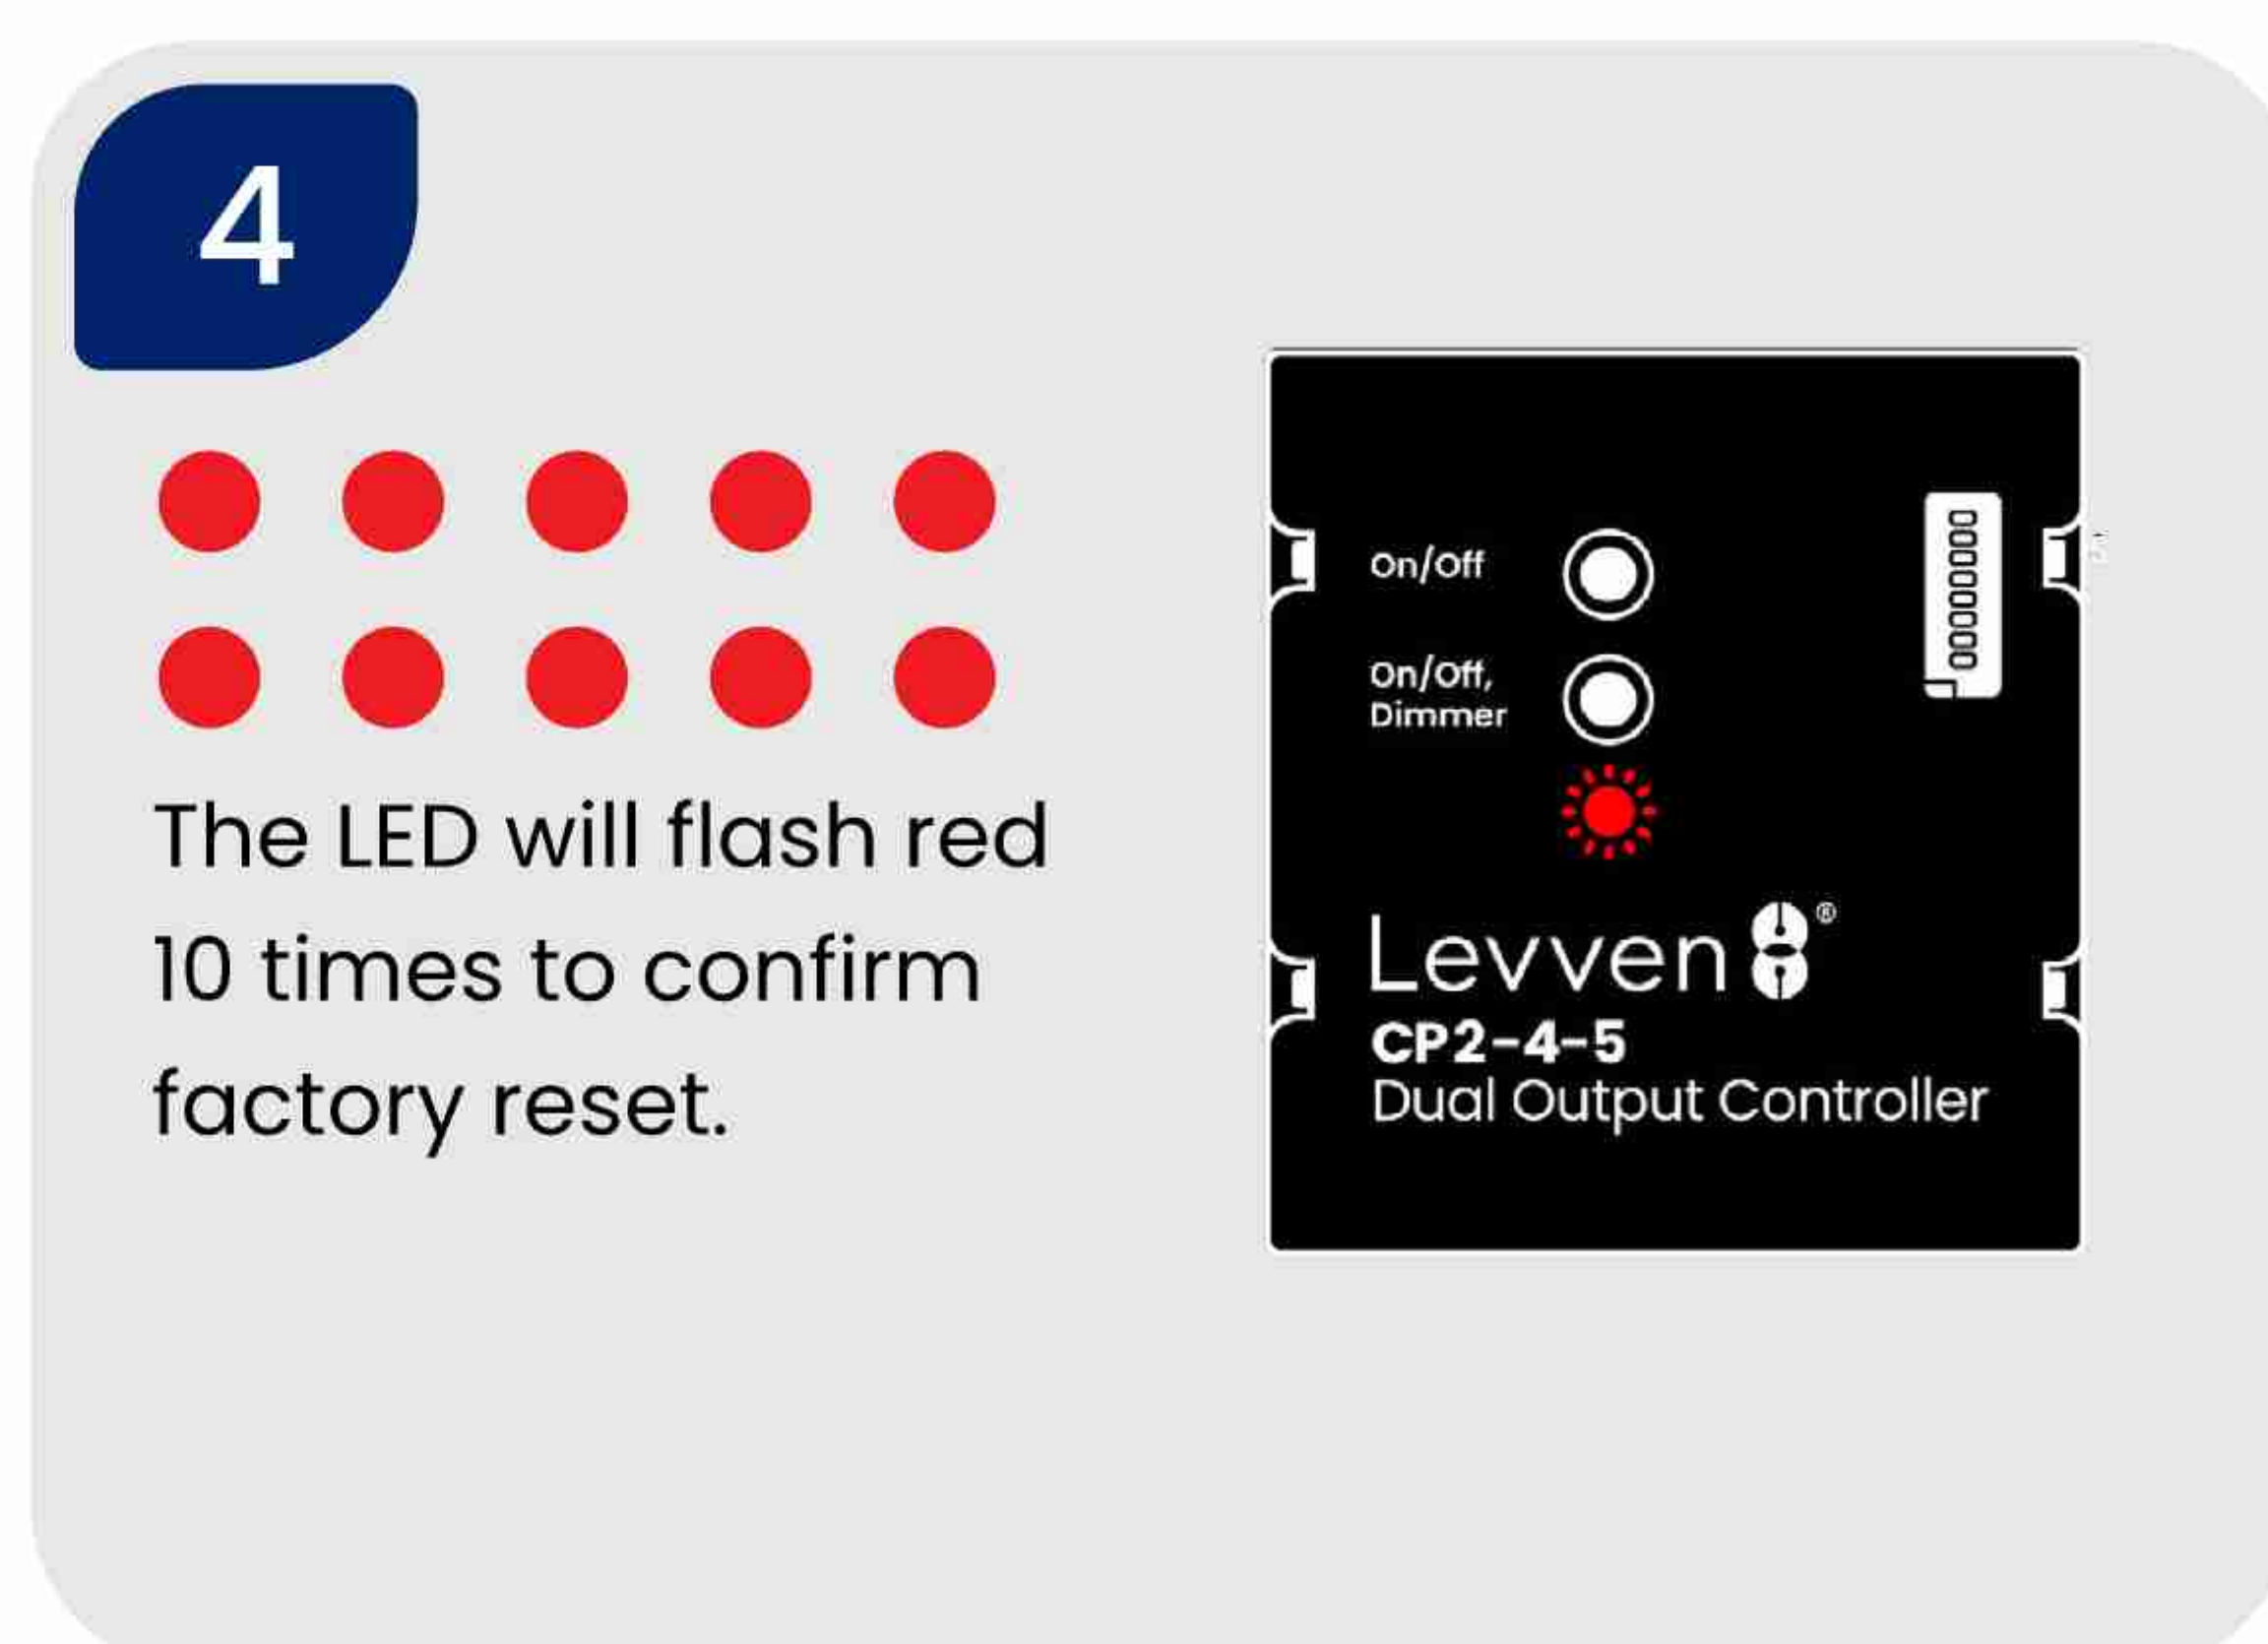 4
The LED will flash red
10 times to confirm
factory reset.
On/Off
On/Off,
Dimmer
Levven ®
CP2-4-5
Dual Output Controller